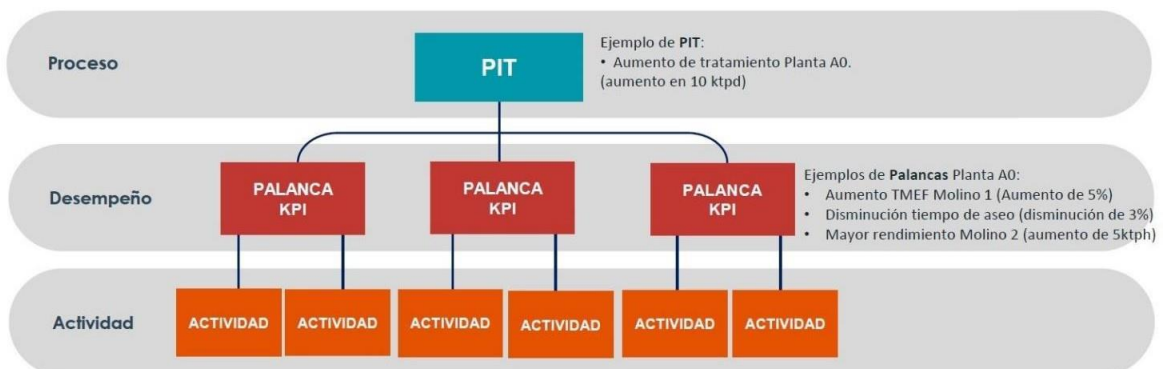 Proceso
PIT
Ejemplo de PIT:
• Aumento de tratamiento Planta A0.
(aumento en 10 ktpd)
Desempeño
PALANCA
KPI
PALANCA
KPI
PALANCA
KPI
Ejemplos de Palancas Planta A0:
• Aumento TMEF Molino 1 (Aumento de 5%)
• Disminución tiempo de aseo (disminución de 3%)
• Mayor rendimiento Molino 2 (aumento de 5ktph)
Actividad
ACTIVIDAD
ACTIVIDAD
ACTIVIDAD
ACTIVIDAD
ACTIVIDAD
ACTIVIDAD